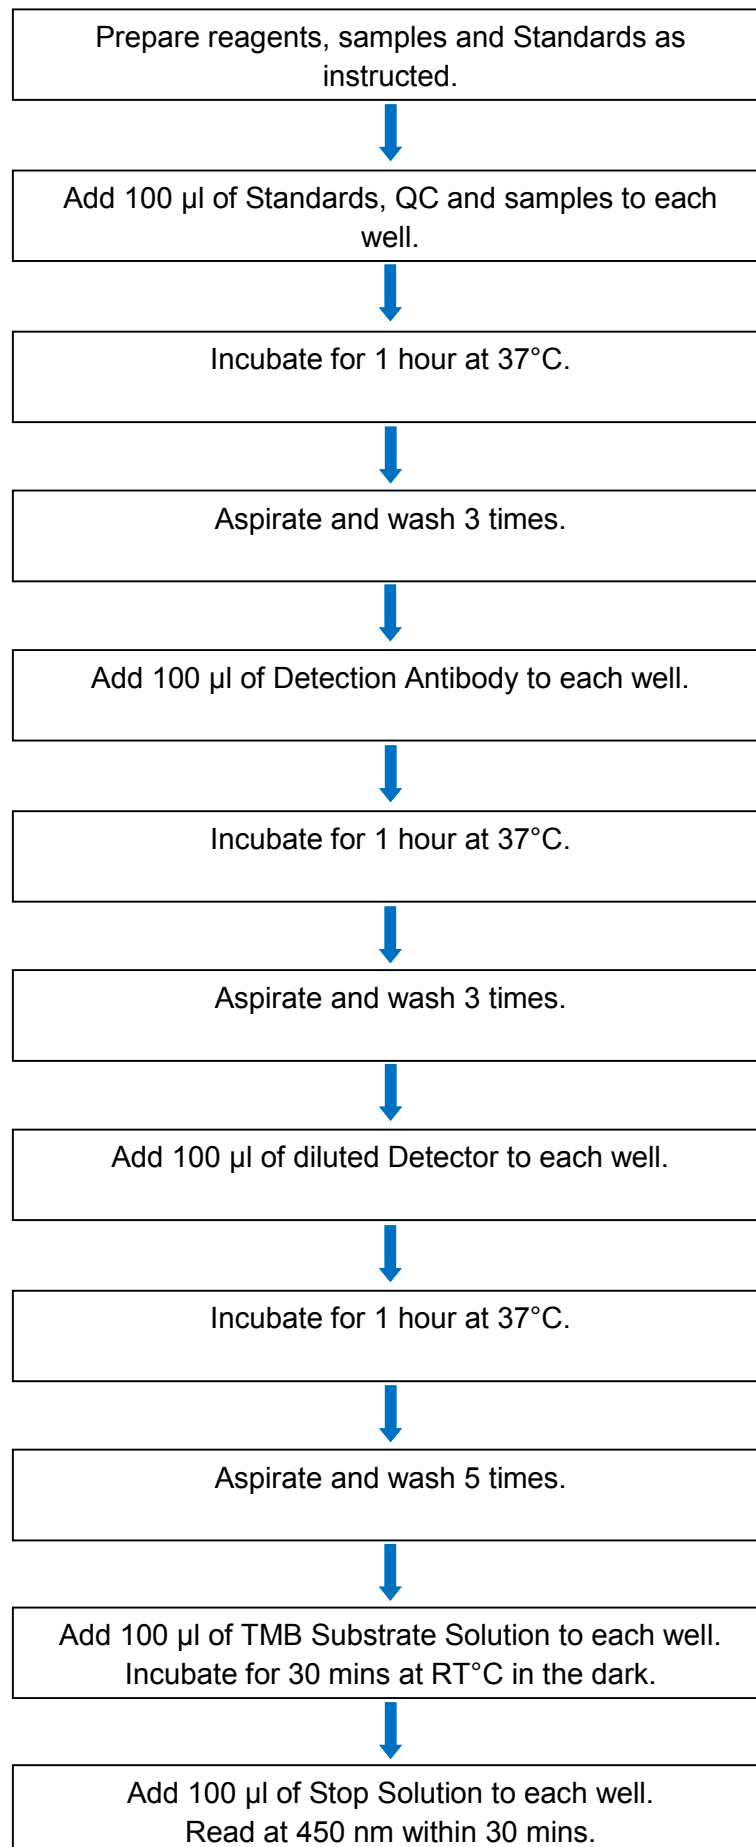 Prepare reagents, samples and Standards as
instructed.
Add 100 µl of Standards, QC and samples to each
well.
Incubate for 1 hour at 37°C.
Aspirate and wash 3 times.
Add 100 µl of Detection Antibody to each well.
Incubate for 1 hour at 37°C.
Aspirate and wash 3 times.
Add 100 µl of diluted Detector to each well.
Incubate for 1 hour at 37°C.
Aspirate and wash 5 times.
Add 100 µl of TMB Substrate Solution to each well.
Incubate for 30 mins at RT°C in the dark.
Add 100 µl of Stop Solution to each well.
Read at 450 nm within 30 mins.